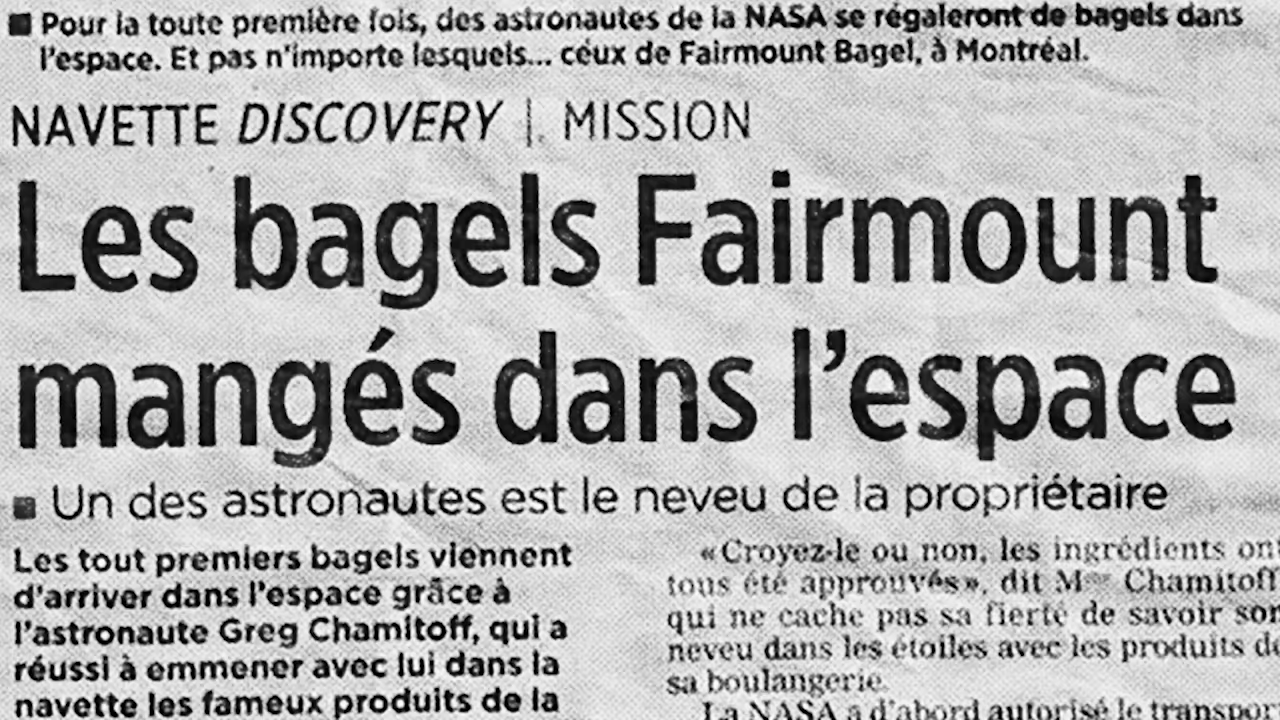 Pour la toute première fois, des astronautes de la NASA se régaleront de bagels dans
l'espace. Et pas n'importe lesquels... ceux de Fairmount Bagel, à Montréal.
NAVETTE DISCOVERY | MISSION
Les bagels Fairmount
mangés dans l'espace
Un des astronautes est le neveu de la propriétaire
Les tout premiers bagels viennent
d'arriver dans l'espace grâce à
l'astronaute Greg Chamitoff, qui a
réussi à emmener avec lui dans la
navette les fameux produits de la
«Croyez-le ou non, les ingrédients ont
tous été approuvés», dit Mme Chamitoff
qui ne cache pas sa fierté de savoir son
neveu dans les étoiles avec les produits de
sa boulangerie.
La NASA a d'abord autorisé le transport